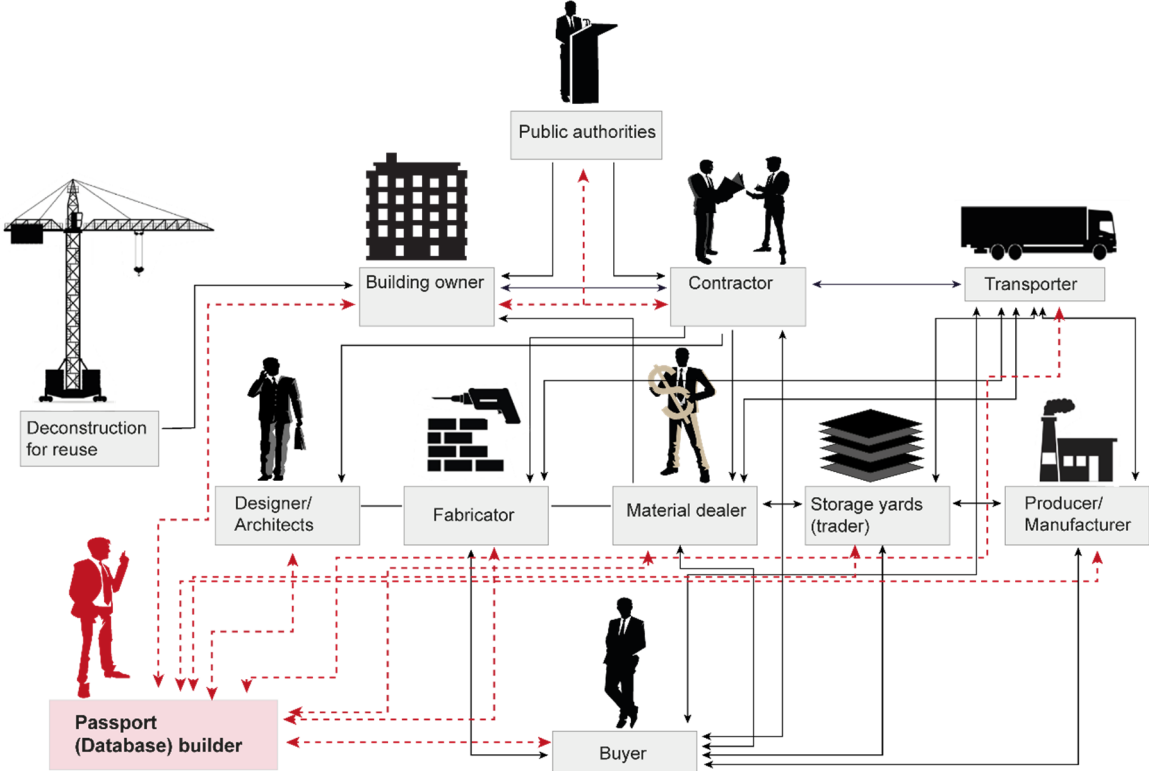 Public authorities
Building owner
Contractor
Transporter
Deconstruction
for reuse
Designer/
Architects
Fabricator
Material dealer
Storage yards
(trader)
Producer/
Manufacturer
Passport
(Database) builder
Buyer